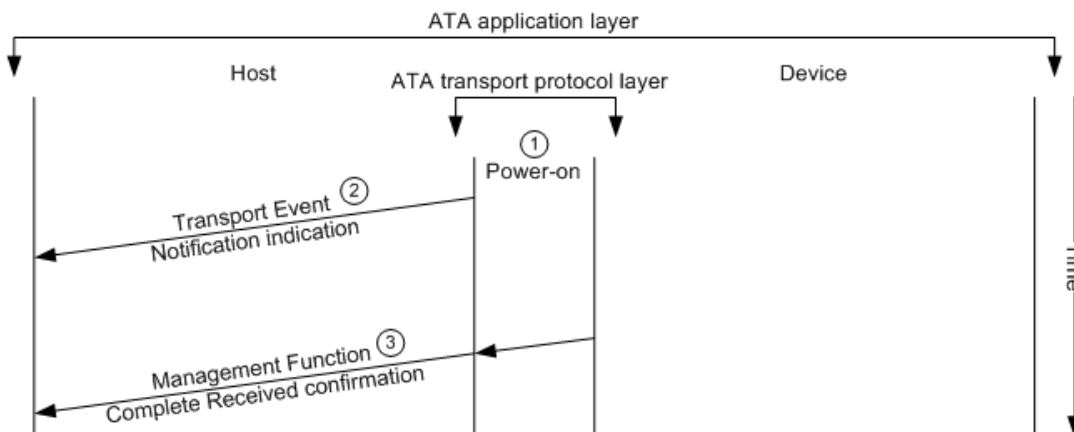 ATA application layer
Host
Device
ATA transport protocol layer
1
Power-on
Transport Event 2
Notification indication
Management Function 3
Complete Received confirmation